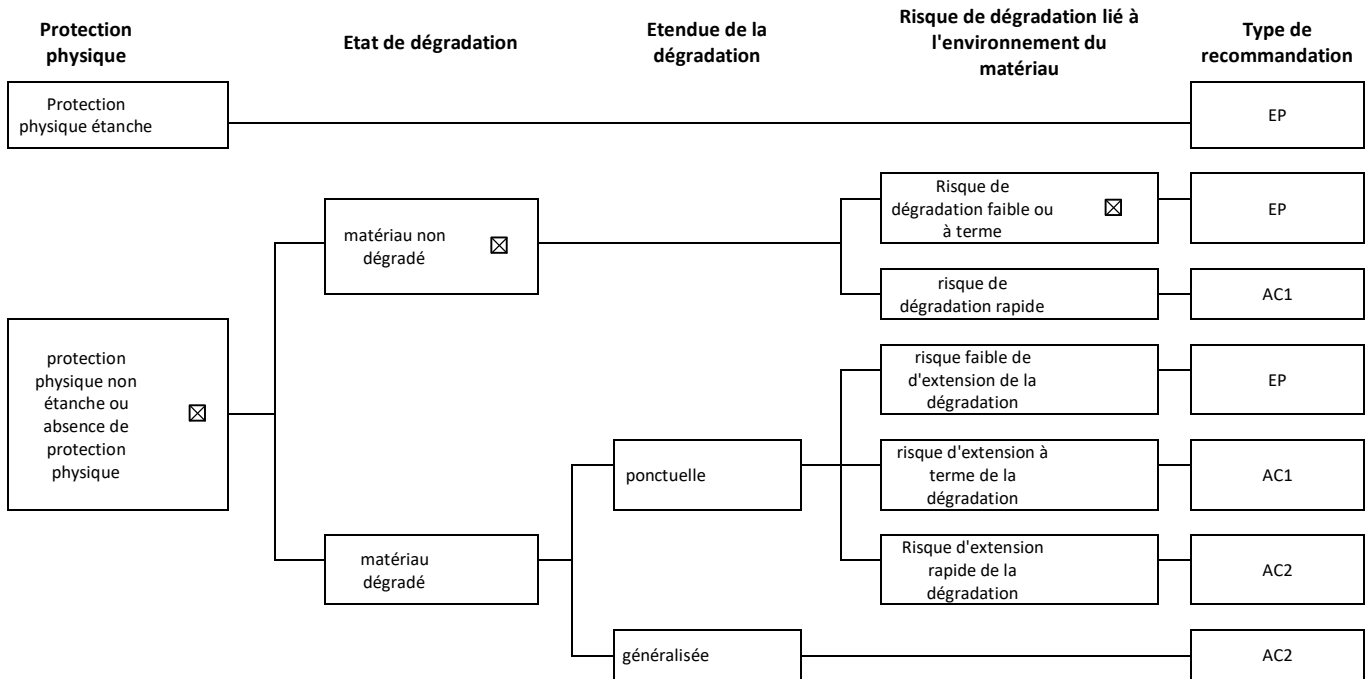 Protection
physique
Etat de dégradation
Etendue de la
dégradation
Risque de dégradation lié à
l'environnement du
matériau
Type de
recommandation
Protection
physique étanche
EP
protection
physique non
étanche ou
absence de
protection
physique
☒
matériau non
dégradé
☒
Risque de
dégradation faible ou
à terme
☒
EP
risque de
dégradation rapide
AC1
matériau
dégradé
ponctuelle
risque faible de
d'extension de la
dégradation
EP
risque d'extension à
terme de la
dégradation
AC1
Risque d'extension
rapide de la
dégradation
AC2
généralisée
AC2